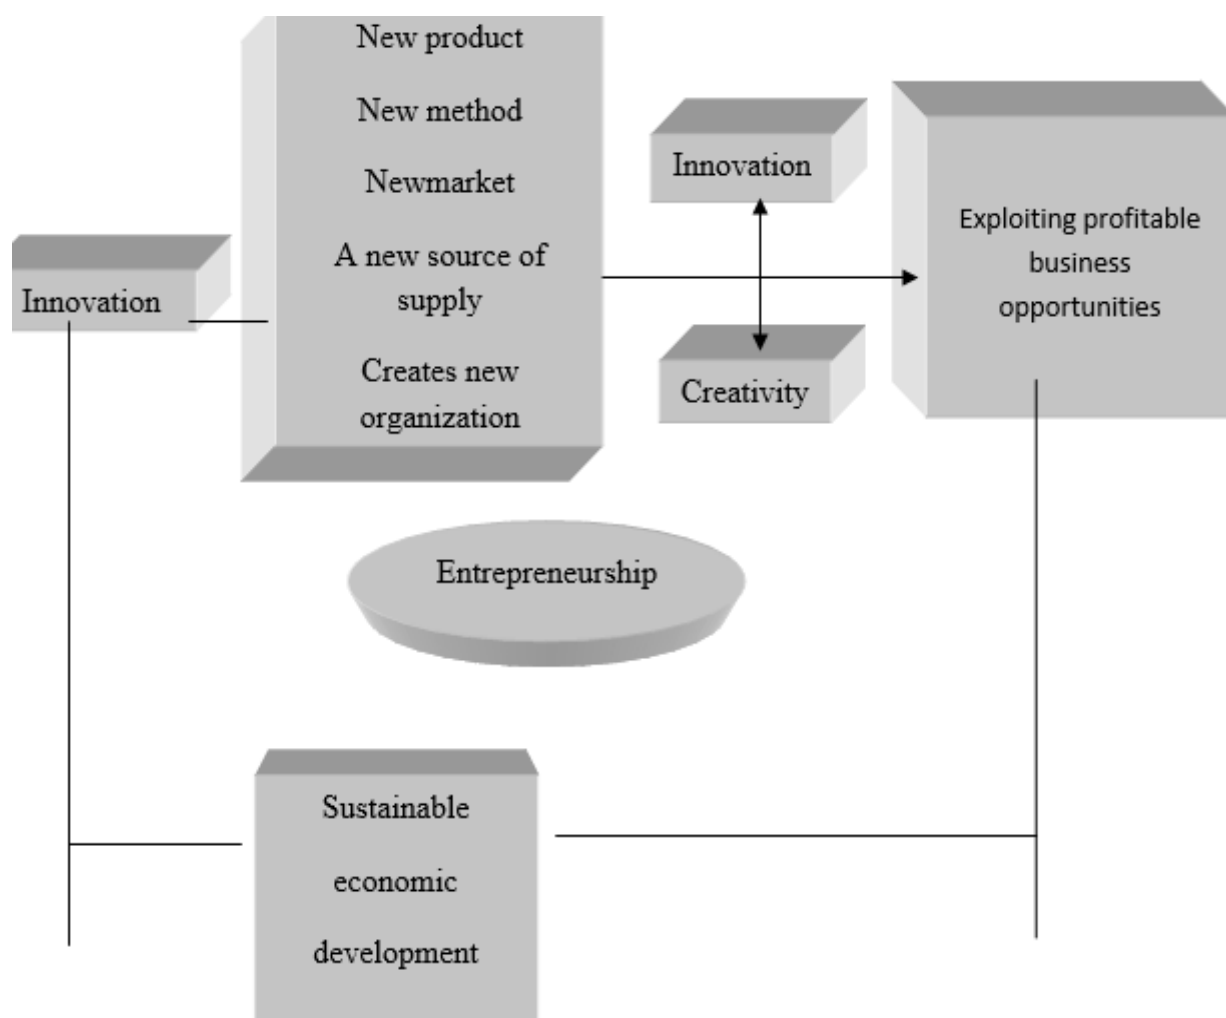 New product
New method
Newmarket
A new source of
supply
Creates new
organization
Innovation
Innovation
Creativity
Exploiting profitable
business
opportunities
Entrepreneurship
Sustainable
economic
development